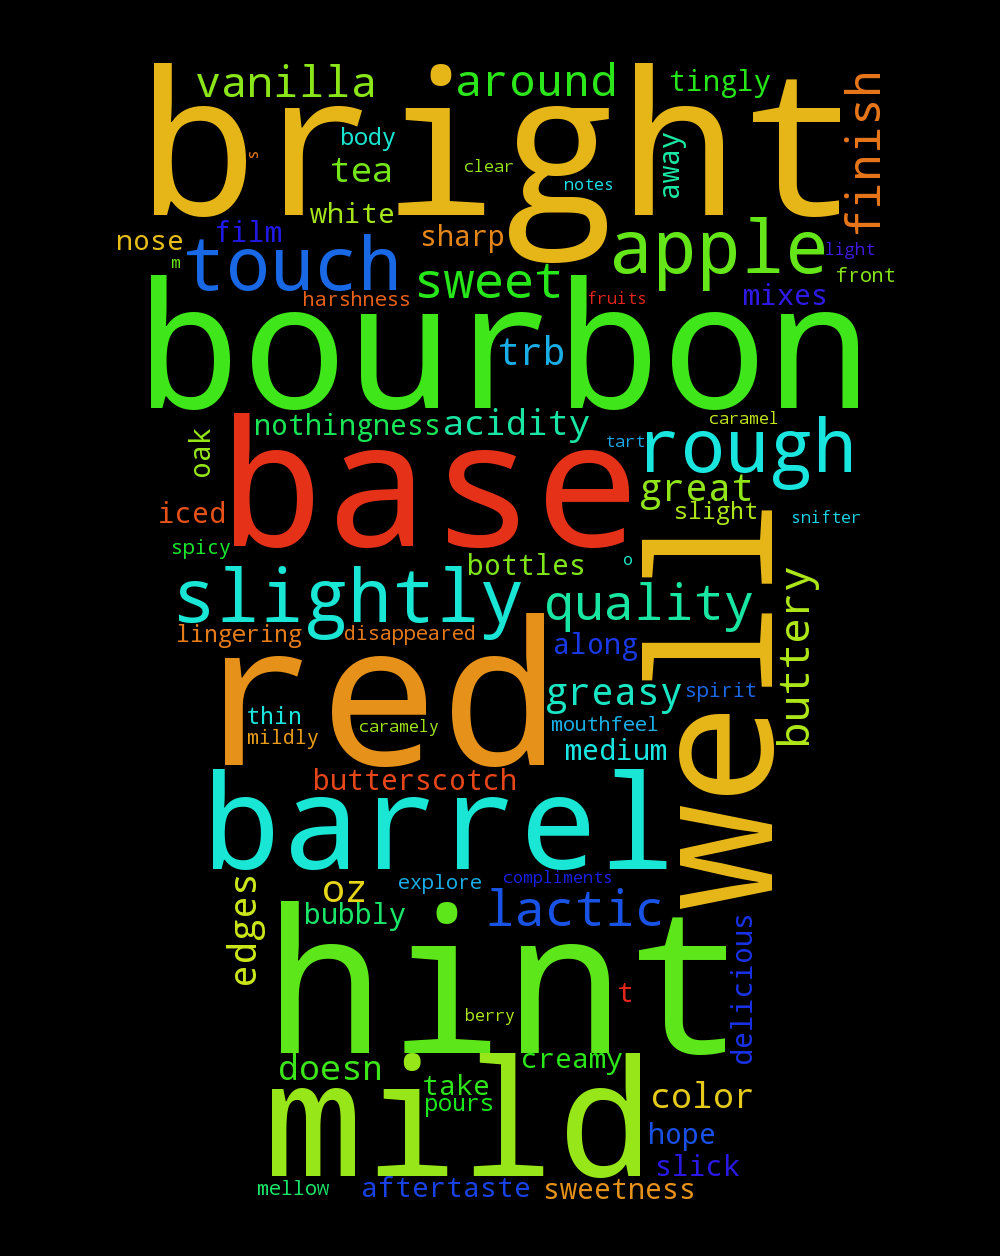 bright
vanilla
around
tingly
finish
body
tea
s
clear
notes
away
white
nose
film
sharp
apple
light
m
touch
sweet
front
harshness
fruits
mixes
bourbon
trb
nothingness
acidity
caramel
oak
base
tart
rough
great
iced
slight
snifter
spicy
bottles
o
well
buttery
slightly
quality
lingering
disappeared
along
red
greasy
spirit
thin
caramely
mouthfeel
mildly
medium
butterscotch
barrel
explore
compliments
edges
oz
bubbly
lactic
delicious
hint
t
berry
doesn
creamy
take
mild
pours
color
hope
slick
mellow
aftertaste
sweetness